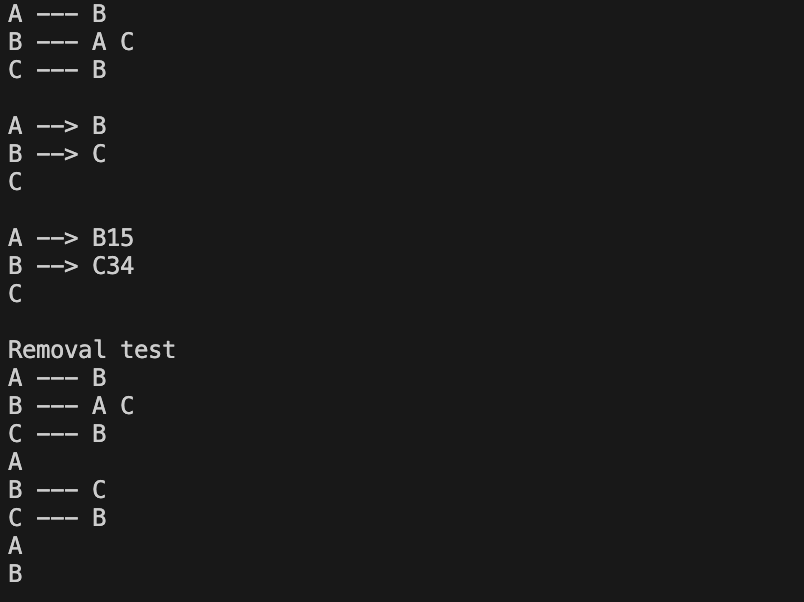 A --- B
B --- A C
C --- B

A --> B
B --> C
C

A --> B15
B --> C34
C

Removal test
A --- B
B --- A C
C --- B
A
B --- C
C --- B
A
B